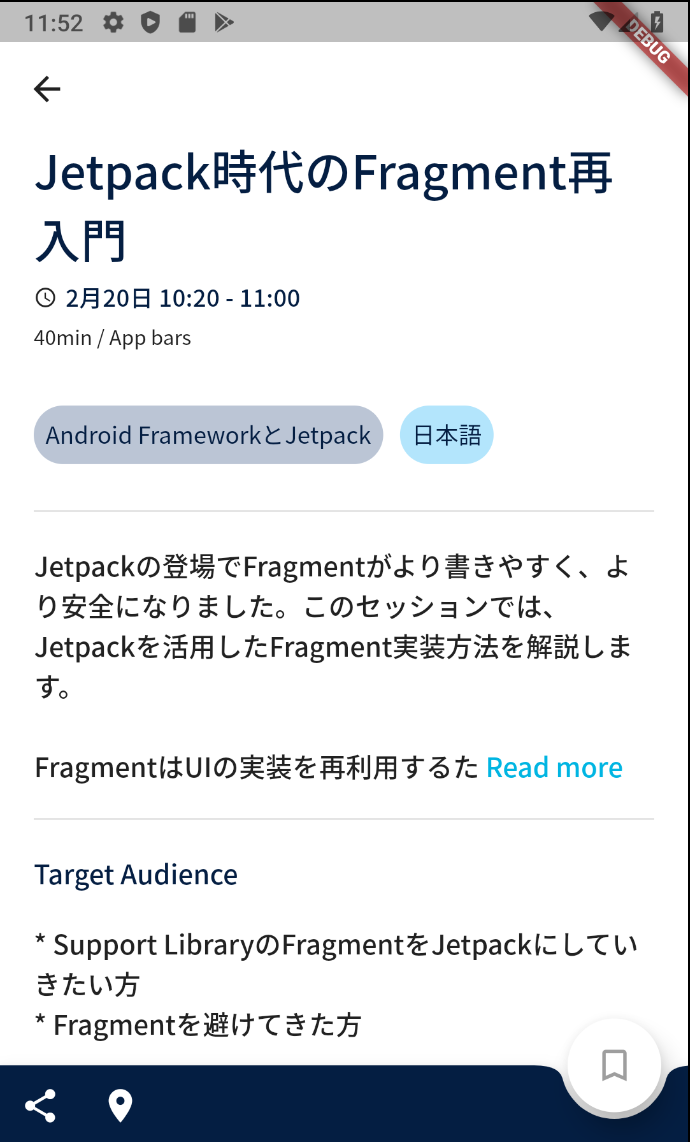 11:52
DEBUG
Jetpack時代のFragment再
入門
2月20日 10:20 - 11:00
40min / App bars
Android FrameworkとJetpack
日本語
Jetpackの登場でFragmentがより書きやすく、よ
り安全になりました。このセッションでは、
Jetpackを活用したFragment実装方法を解説しま
す。
FragmentはUIの実装を再利用するた Read more
Target Audience
* Support LibraryのFragmentをJetpackにしてい
きたい方
* Fragmentを避けてきた方